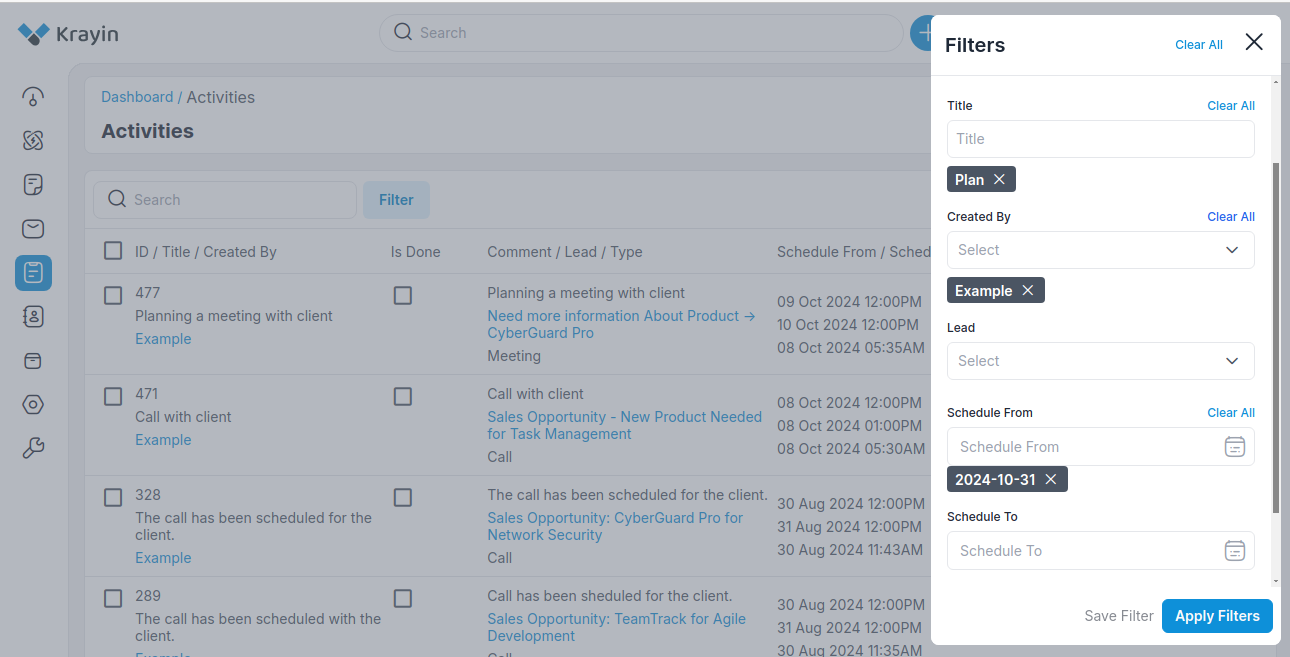 Krayin
Search
Dashboard / Activities
Activities
Search
Filter
ID / Title / Created By
Is Done
Comment / Lead / Type
Schedule From / Sched
477
Planning a meeting with client
Example
Planning a meeting with client
Need more information About Product →
CyberGuard Pro
Meeting
09 Oct 2024 12:00PM
10 Oct 2024 12:00PM
08 Oct 2024 05:35AM
471
Call with client
Example
Call with client
Sales Opportunity - New Product Needed
for Task Management
Call
08 Oct 2024 12:00PM
08 Oct 2024 01:00PM
08 Oct 2024 05:30AM
328
The call has been scheduled for the
client.
Example
The call has been scheduled for the client.
Sales Opportunity: CyberGuard Pro for
Network Security
Call
30 Aug 2024 12:00PM
31 Aug 2024 12:00PM
30 Aug 2024 11:43AM
289
The call has been scheduled with the
client.
Example
Call has been sheduled for the client.
Sales Opportunity: TeamTrack for Agile
Development
Call
30 Aug 2024 12:00PM
31 Aug 2024 12:00PM
30 Aug 2024 11:35AM
Filters
Clear All
Title
Clear All
Title
Plan
Created By
Clear All
Select
Example
Lead
Select
Schedule From
Clear All
Schedule From
2024-10-31
Schedule To
Schedule To
Save Filter
Apply Filters